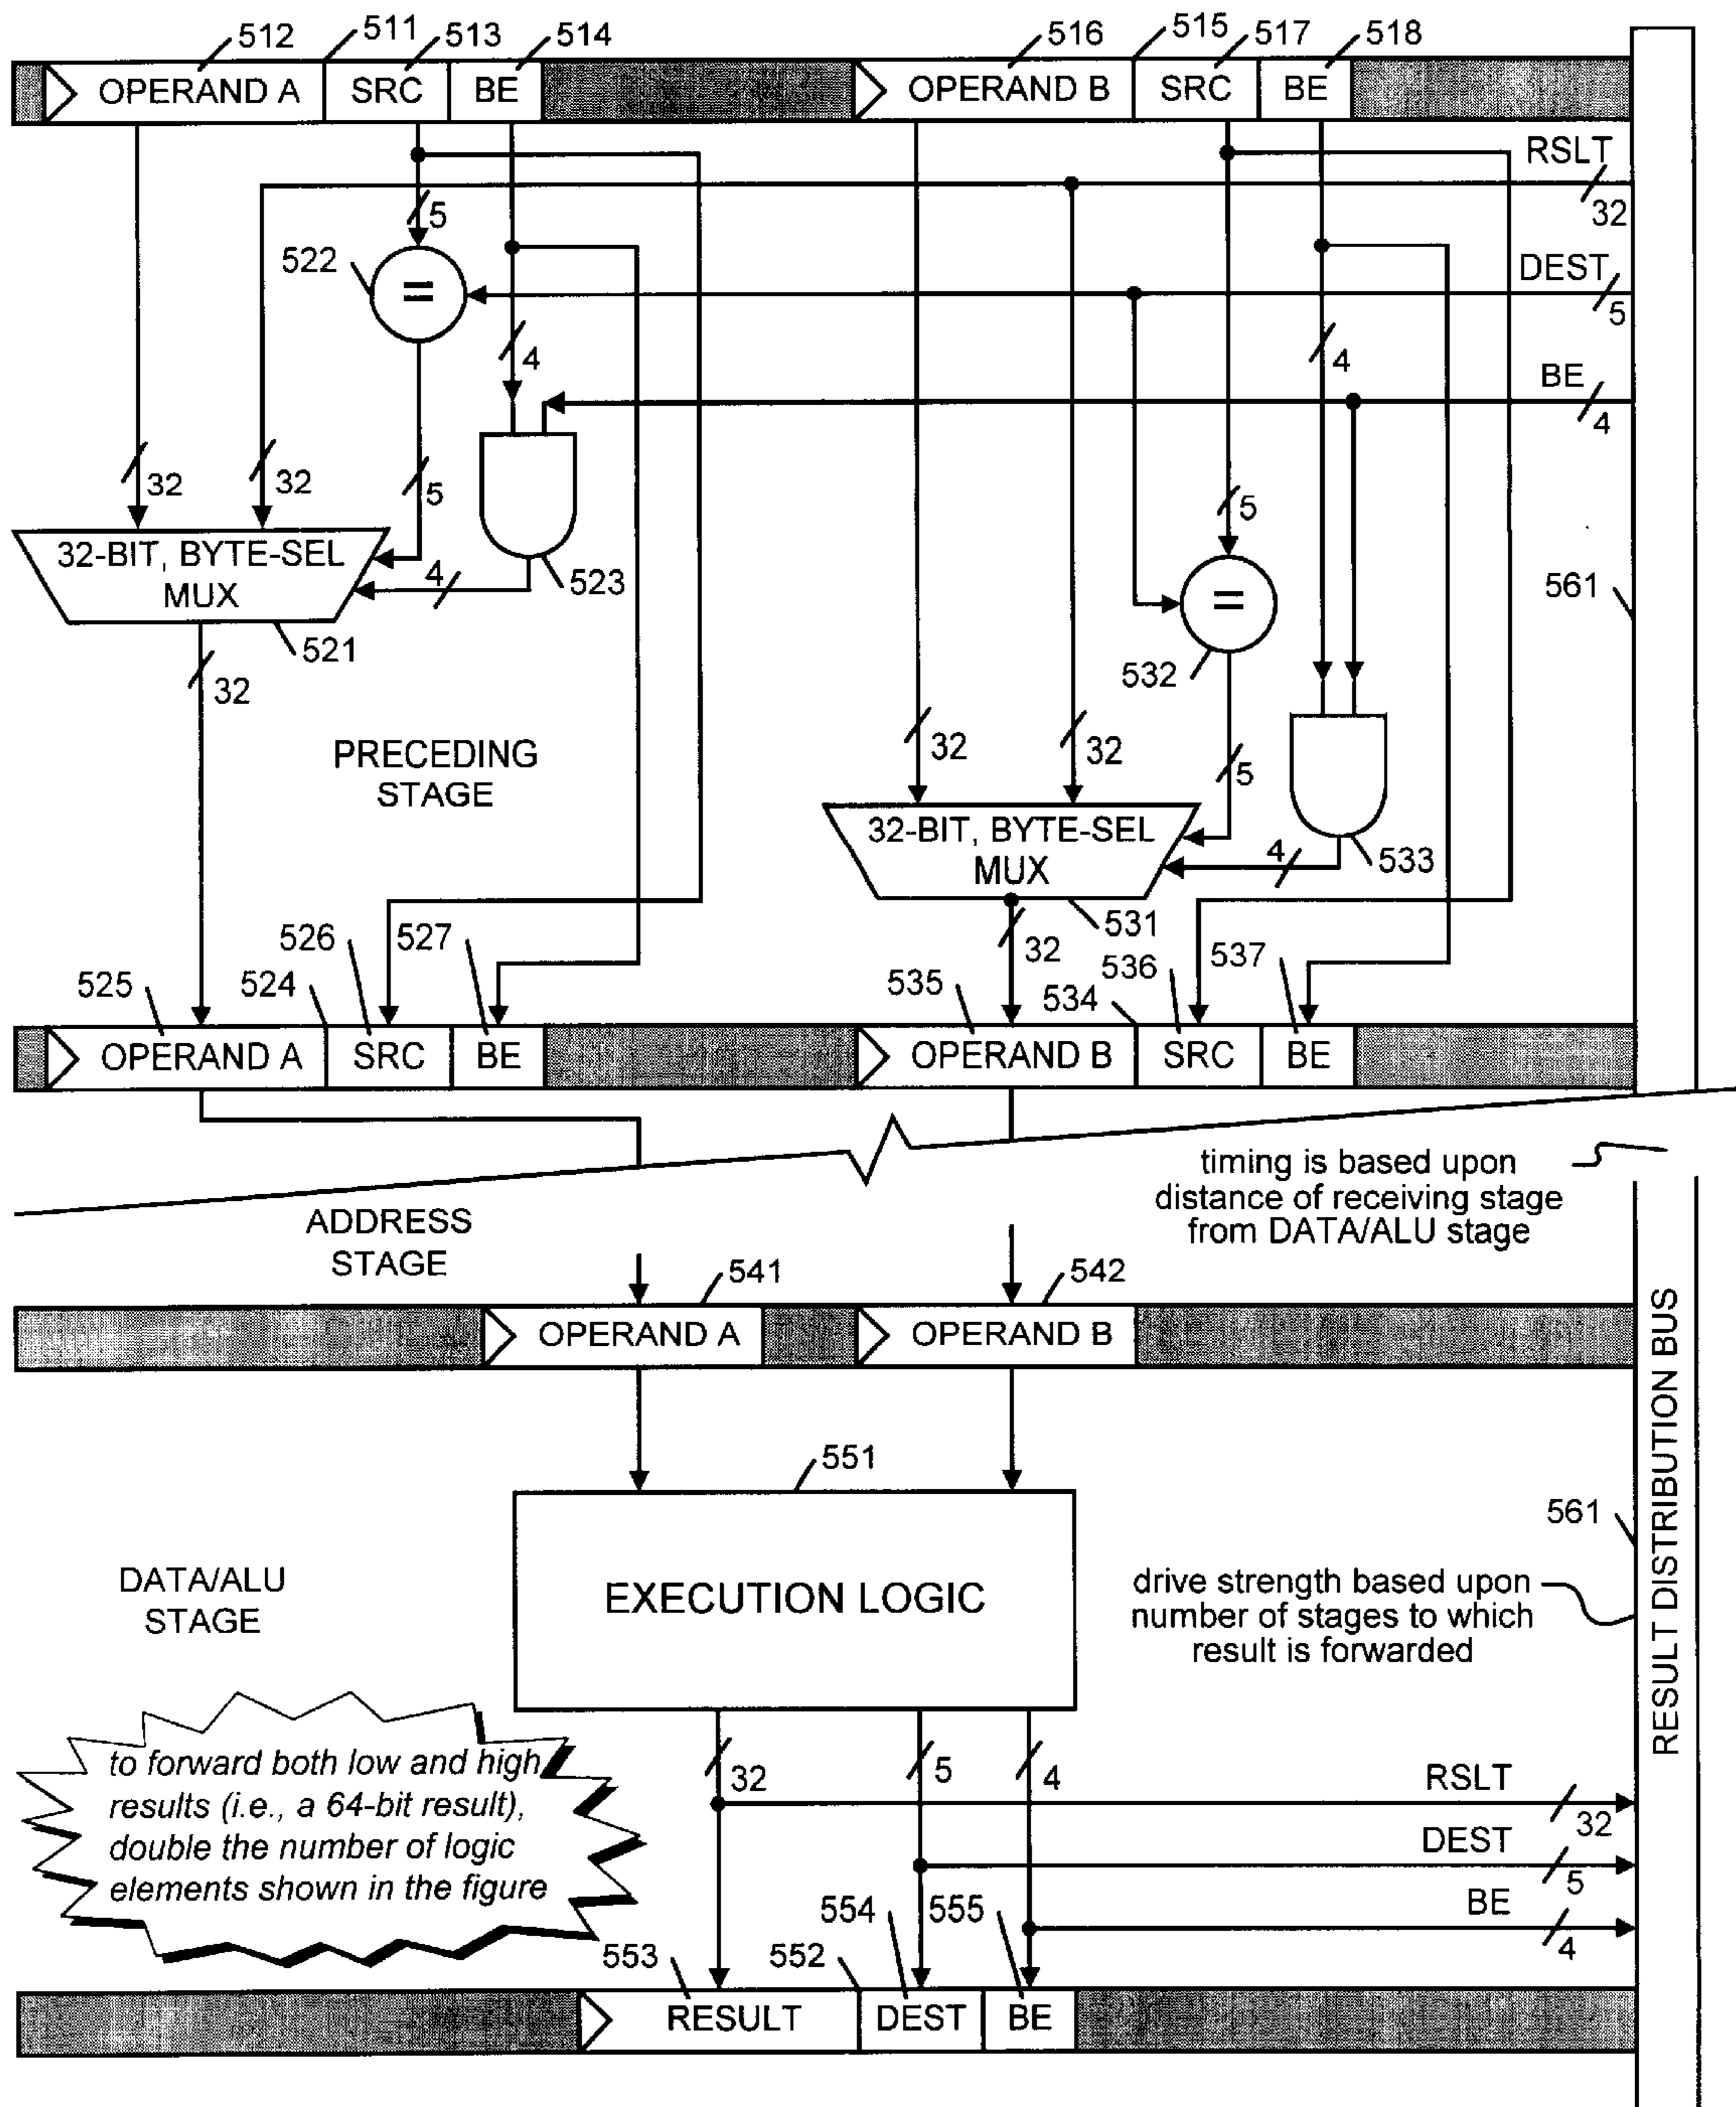 512 511 513 514 516 515 517 518
OPERAND A SRC BE OPERAND B SRC BE
RSLT
32
5
522
=
DEST
5
4
4
BE
4
32 32 5
5
32-BIT, BYTE-SEL
MUX
4
523
561
=
521
532
32
PRECEDING
STAGE
32 32 5
32-BIT, BYTE-SEL
MUX
4
533
531
32
526 527
525 524
535 534 536 537
OPERAND A SRC BE OPERAND B SRC BE
timing is based upon
distance of receiving stage
from DATA/ALU stage
ADDRESS
STAGE
541 542
OPERAND A OPERAND B
RESULT DISTRIBUTION BUS
551
561
EXECUTION LOGIC
DATA/ALU
STAGE
drive strength based upon
number of stages to which
result is forwarded
to forward both low and high
results (i.e., a 64-bit result),
double the number of logic
elements shown in the figure
32 5 4
RSLT
32
DEST
5
BE
4
553 552 554 555
RESULT DEST BE